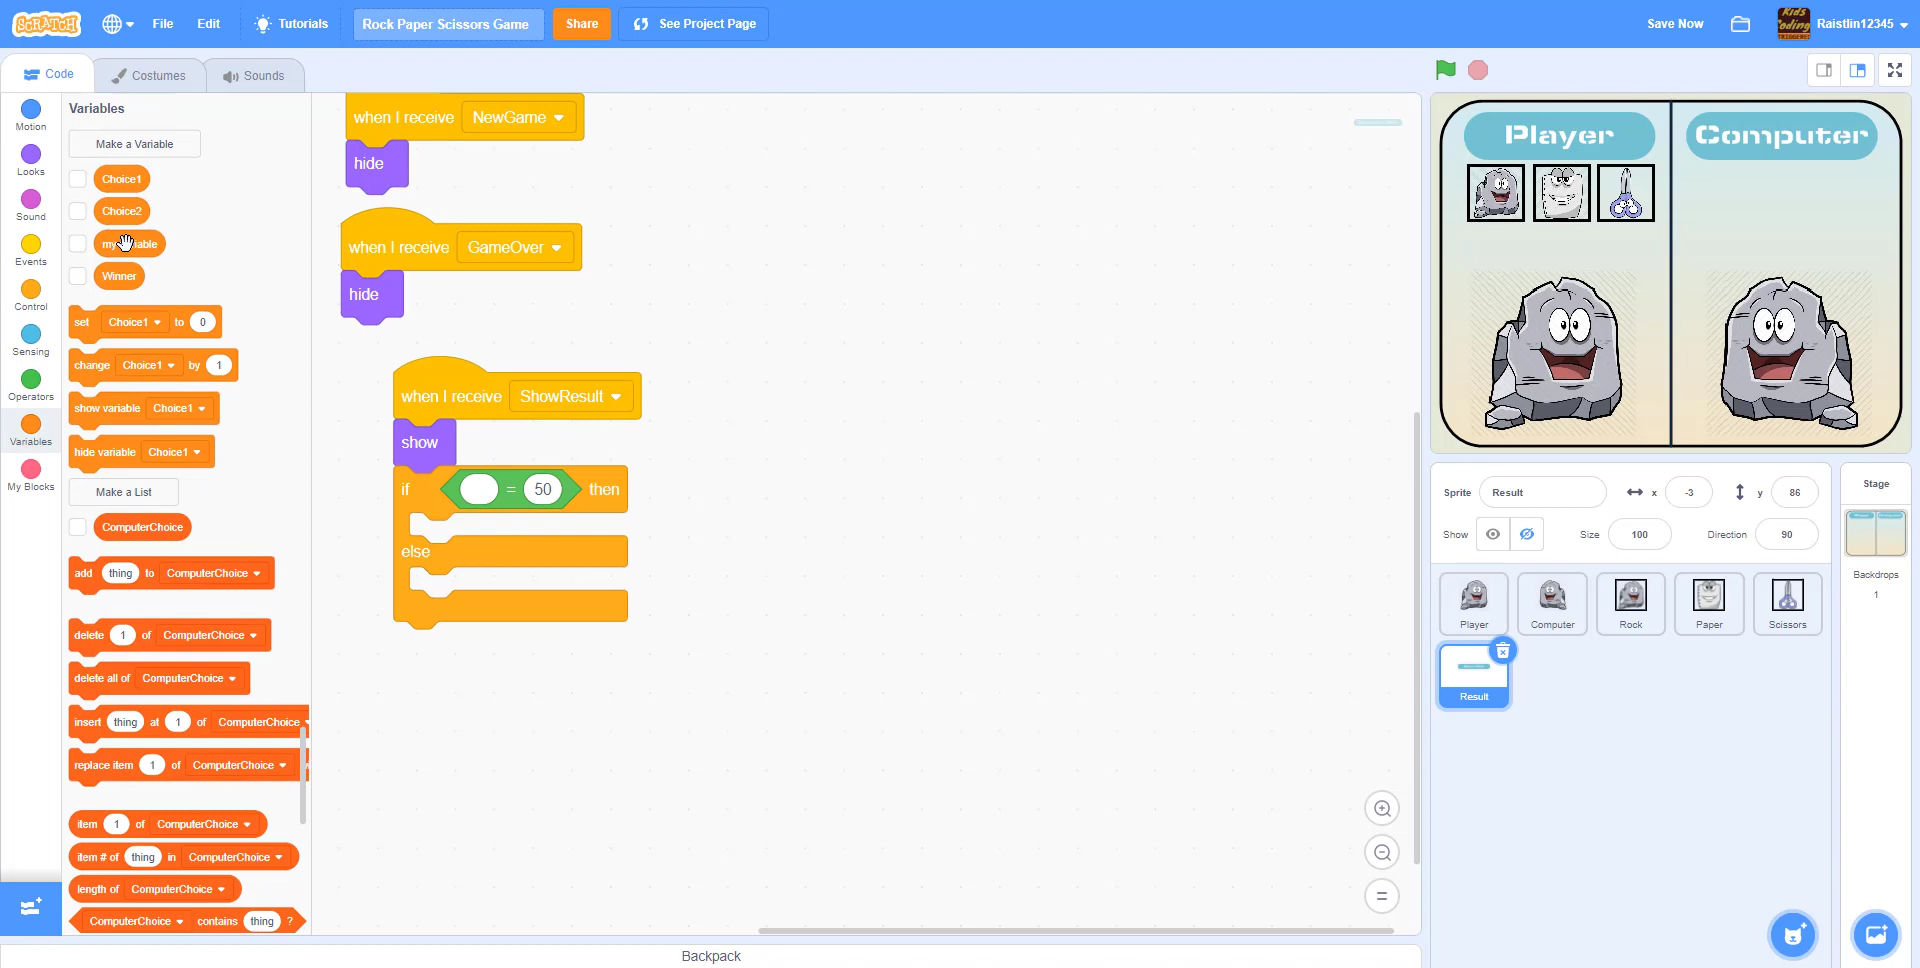 SCRATCH
File
Edit
Tutorials
Rock Paper Scissors Game
Share
See Project Page
Save Now
Raistlin12345
Code
Costumes
Sounds
Motion
Looks
Sound
Events
Control
Sensing
Operators
Variables
My Blocks
Variables
Make a Variable
Choice1
Choice2
Winner
set Choice1 to 0
change Choice1 by 1
show variable Choice1
hide variable Choice1
Make a List
ComputerChoice
add thing to ComputerChoice
delete 1 of ComputerChoice
delete all of ComputerChoice
insert thing at 1 of ComputerChoice
replace item 1 of ComputerChoice
item 1 of ComputerChoice
item # of thing in ComputerChoice
length of ComputerChoice
ComputerChoice contains thing ?
when I receive NewGame
hide
when I receive GameOver
hide
when I receive ShowResult
show
if = 50 then
else
Backpack
Player
Computer
Sprite Result x -3 y 86
Show Size 100 Direction 90
Player
Computer
Rock
Paper
Scissors
Result
Stage
Backdrops
1